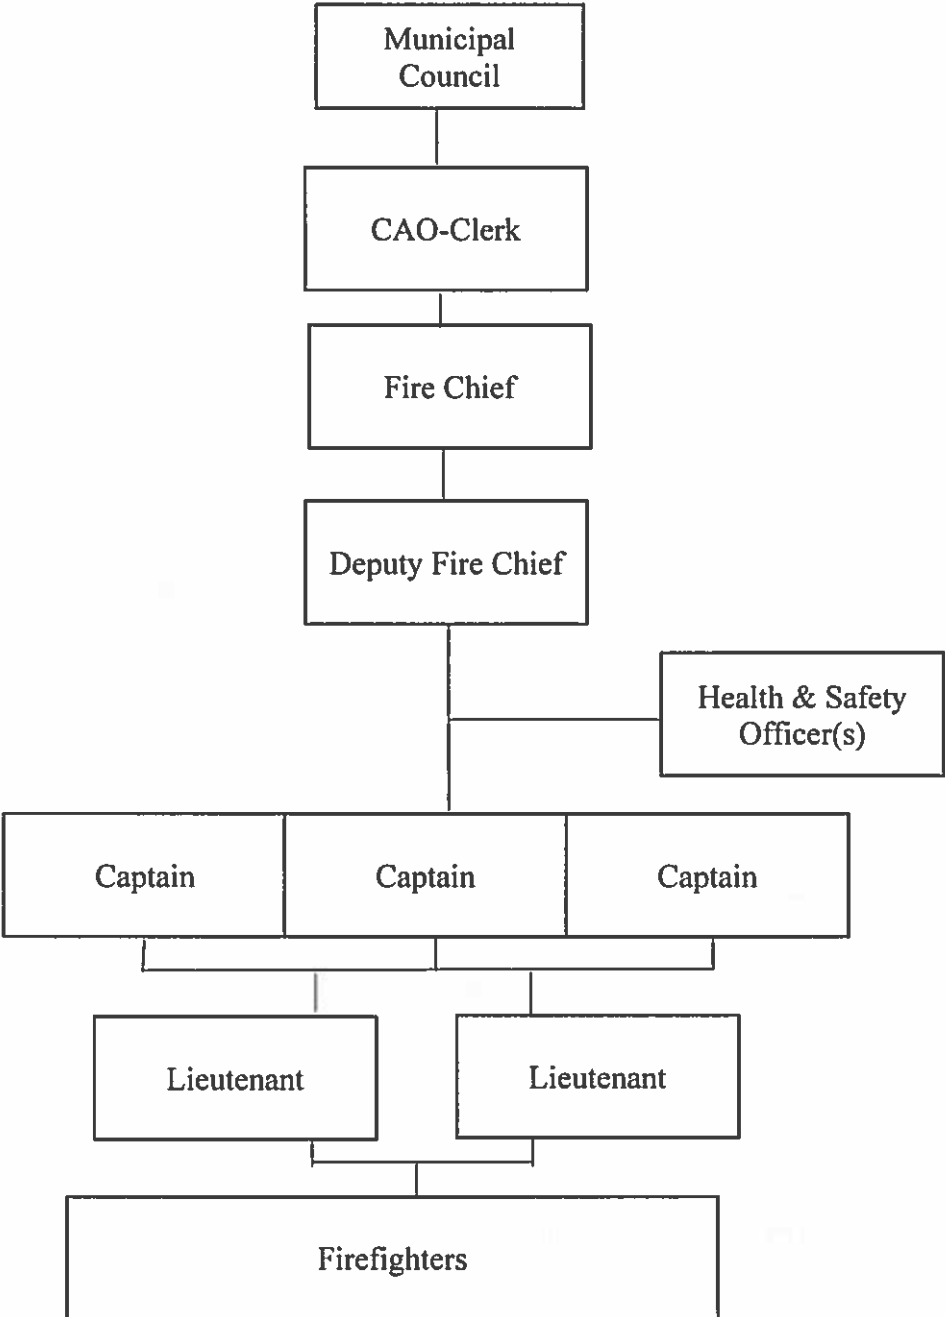 Municipal
Council
CAO-Clerk
Fire Chief
Deputy Fire Chief
Health & Safety
Officer(s)
Captain
Captain
Captain
Lieutenant
Lieutenant
Firefighters